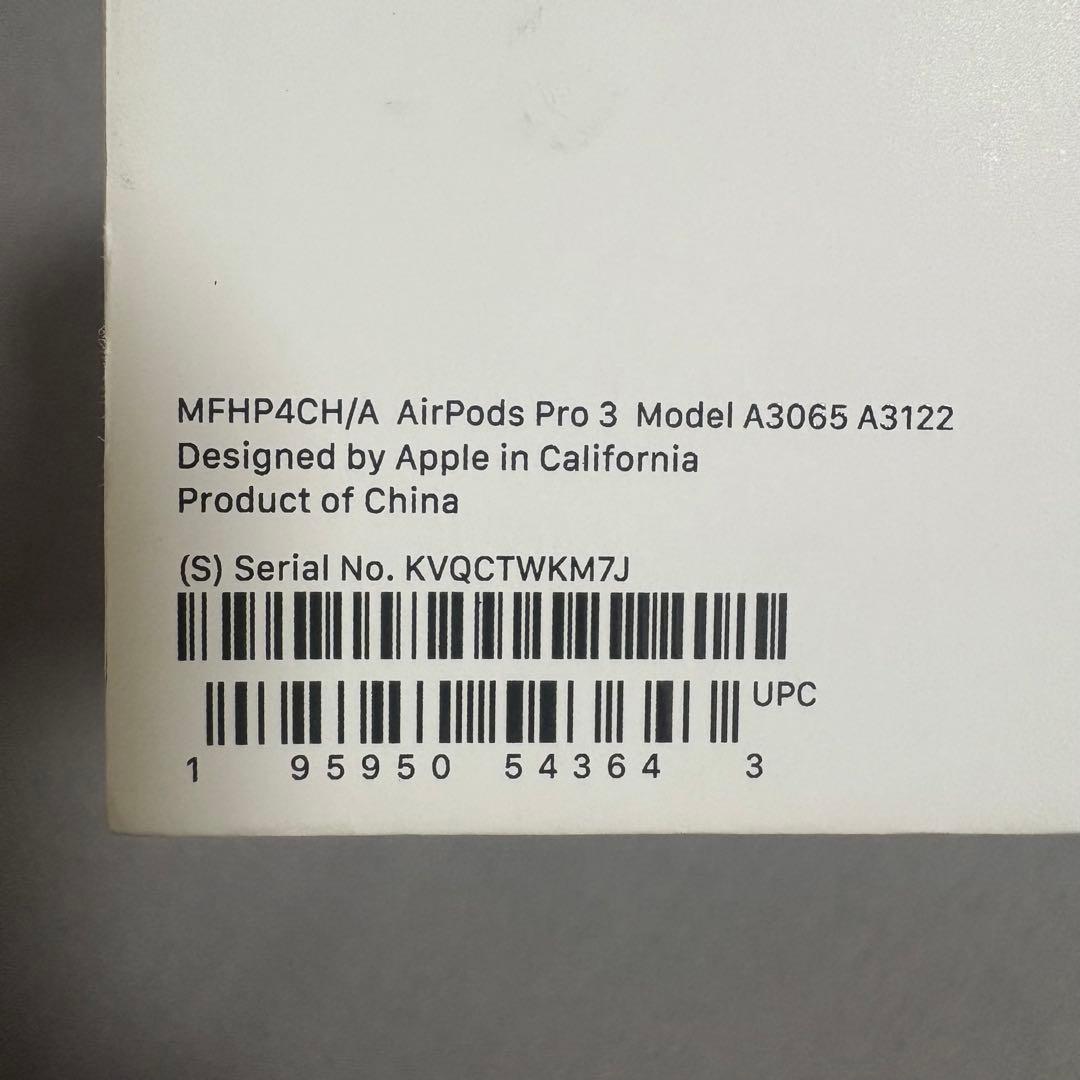 MFHP4CH/A AirPods Pro 3 Model A3065 A3122
Designed by Apple in California
Product of China
(S) Serial No. KVQCTWKM7J
UPC
1 95950 54364 3